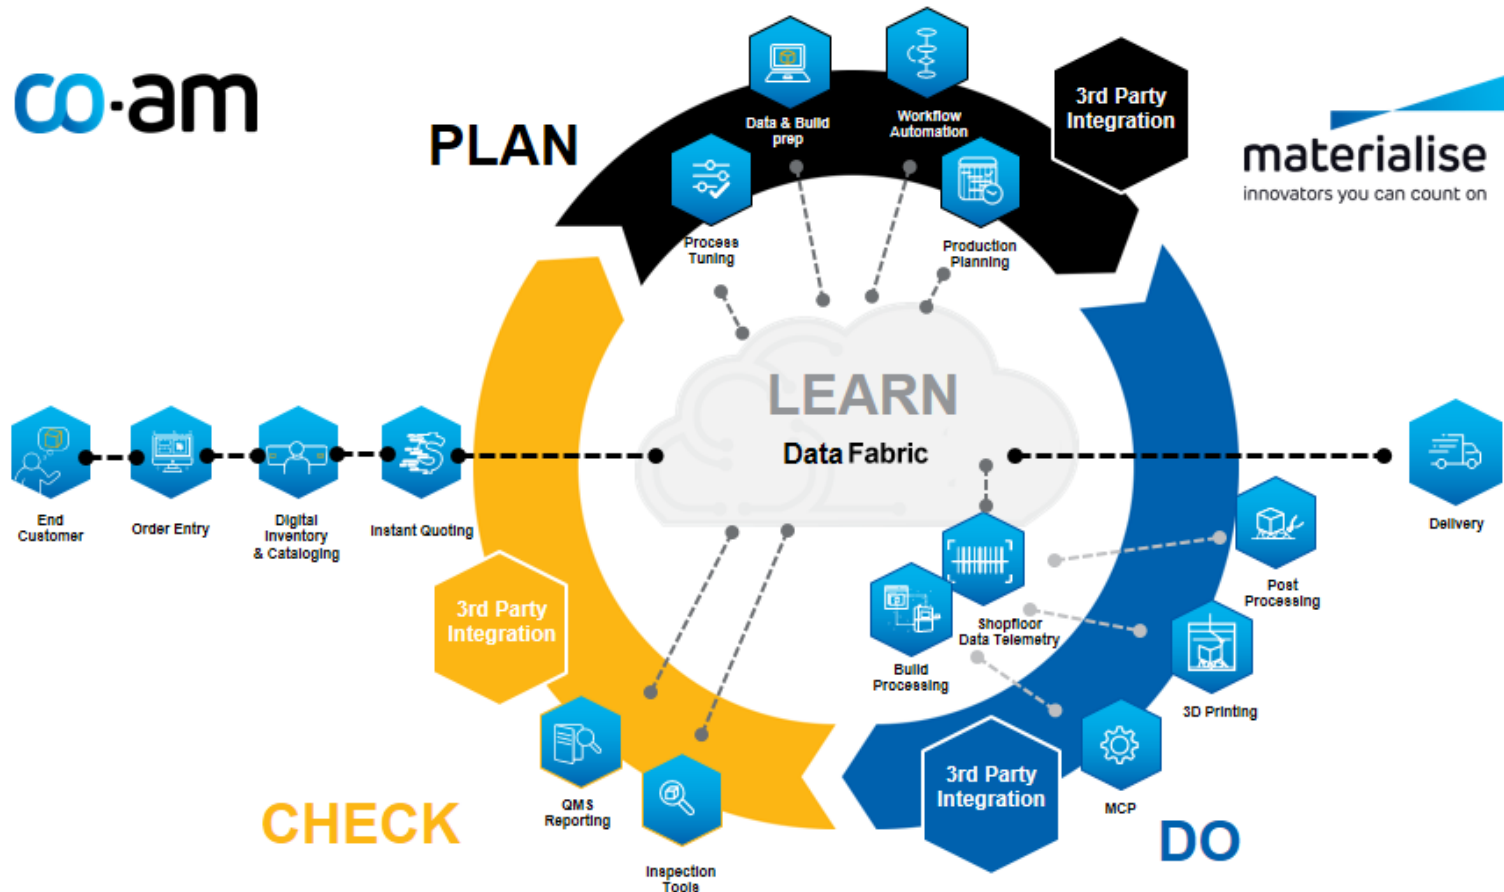 co·am
PLAN
Data & Build
prep
Workflow
Automation
3rd Party
Integration
materialise
innovators you can count on
Process
Tuning
Production
Planning
LEARN
Data Fabric
End
Customer
Order Entry
Digital
Inventory
& Cataloging
Instant Quoting
Delivery
Post
Processing
Shopfloor
Data Telemetry
Build
Processing
3D Printing
MCP
3rd Party
Integration
3rd Party
Integration
QMS
Reporting
Inspection
Tools
CHECK
DO